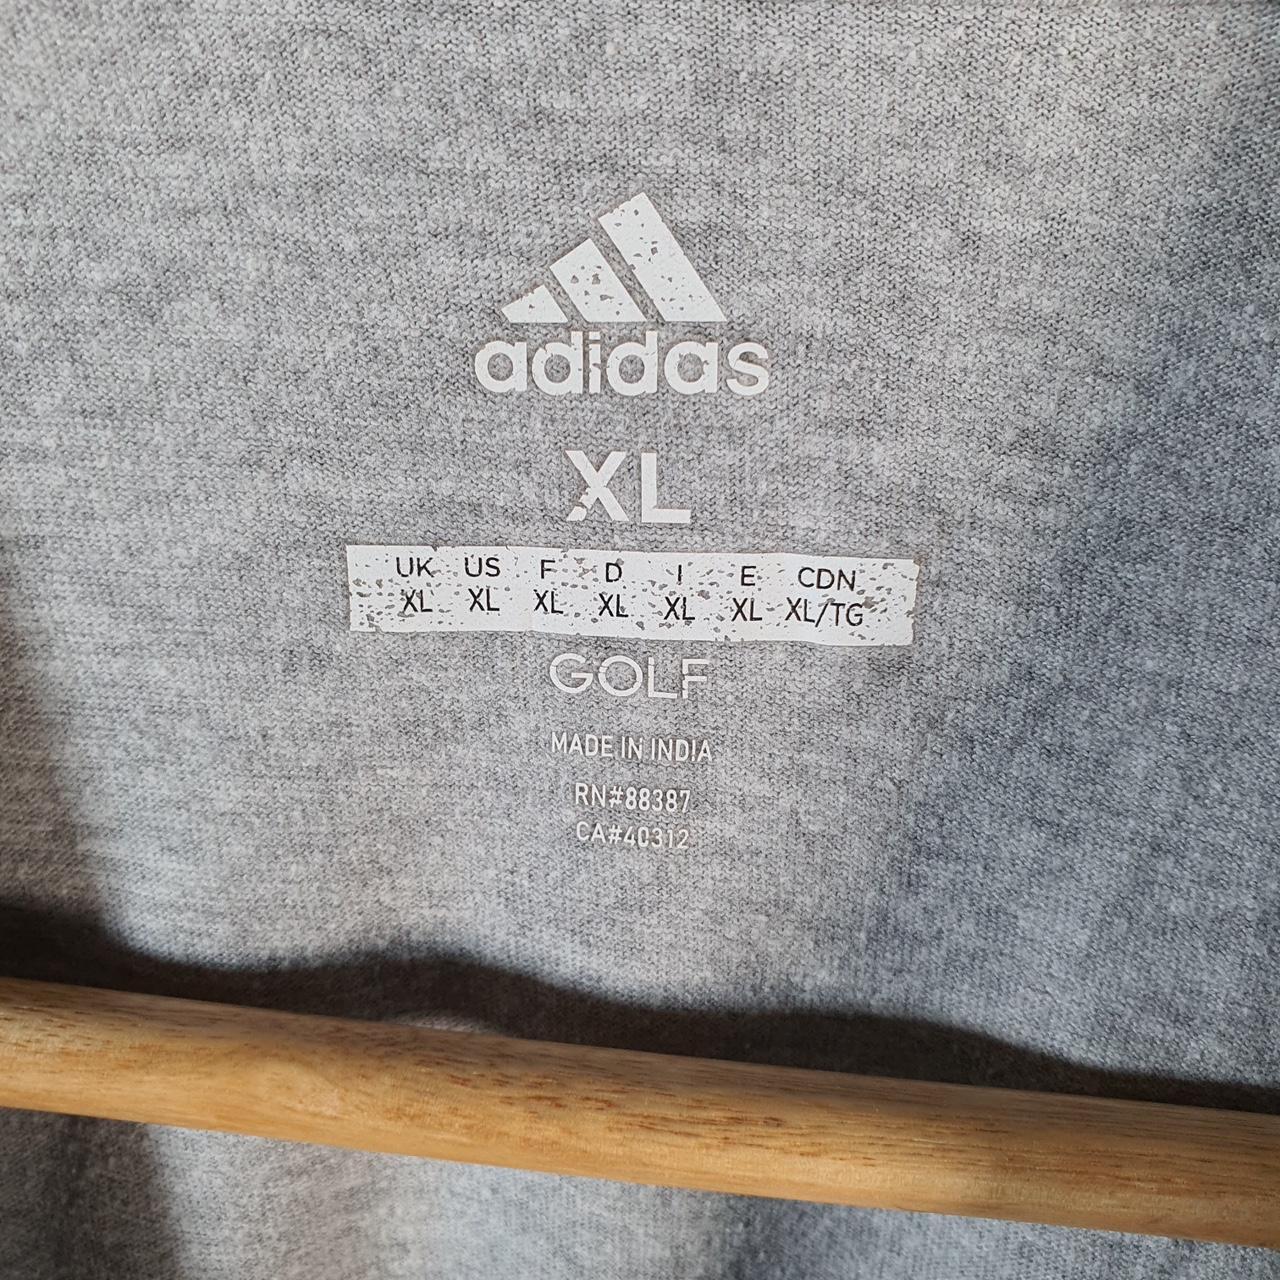 adidas
XL
UK US F D I E CDN
XL XL XL XL XL XL XL/TG
GOLF
MADE IN INDIA
RN#88387
CA#40312